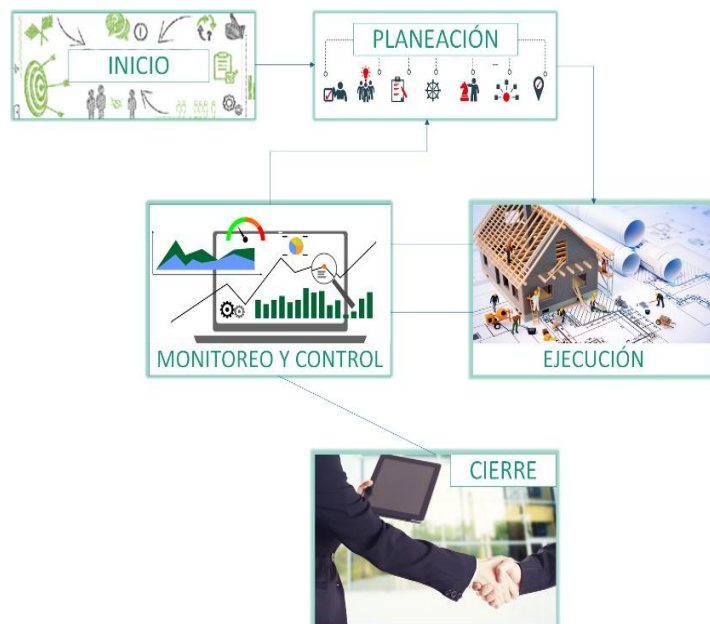 INICIO
PLANEACIÓN
MONITOREO Y CONTROL
EJECUCIÓN
CIERRE